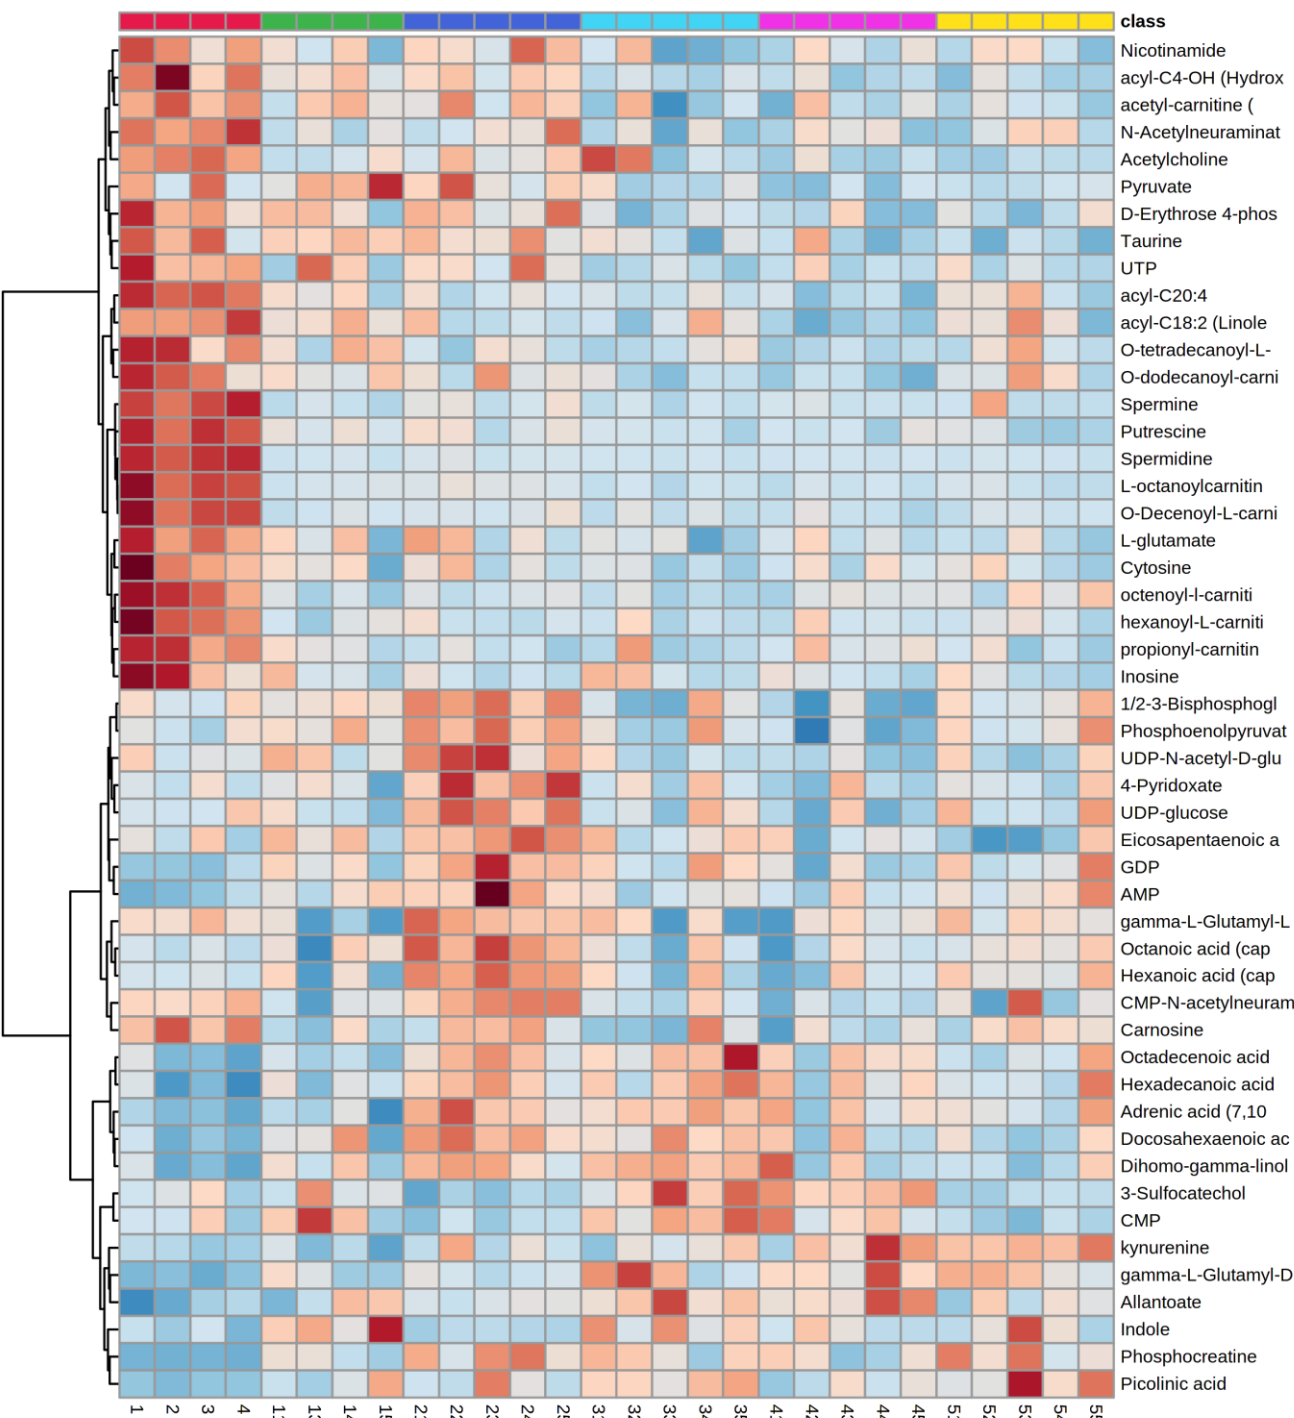 class
Nicotinamide
acyl-C4-OH (Hydrox
acetyl-carnitine (
N-Acetylneuraminat
Acetylcholine
Pyruvate
D-Erythrose 4-phos
Taurine
UTP
acyl-C20:4
acyl-C18:2 (Linole
O-tetradecanoyl-L-
O-dodecanoyl-carni
Spermine
Putrescine
Spermidine
L-octanoylcarnitin
O-Decenoyl-L-carni
L-glutamate
Cytosine
octenoyl-l-carniti
hexanoyl-L-carniti
propionyl-carnitin
Inosine
1/2-3-Bisphosphogl
Phosphoenolpyruvat
UDP-N-acetyl-D-glu
4-Pyridoxate
UDP-glucose
Eicosapentaenoic a
GDP
AMP
gamma-L-Glutamyl-L
Octanoic acid (cap
Hexanoic acid (cap
CMP-N-acetylneuram
Carnosine
Octadecenoic acid
Hexadecanoic acid
Adrenic acid (7,10
Docosahexaenoic ac
Dihomo-gamma-linol
3-Sulfocatechol
CMP
kynurenine
gamma-L-Glutamyl-D
Allantoate
Indole
Phosphocreatine
Picolinic acid
1 2 3 4